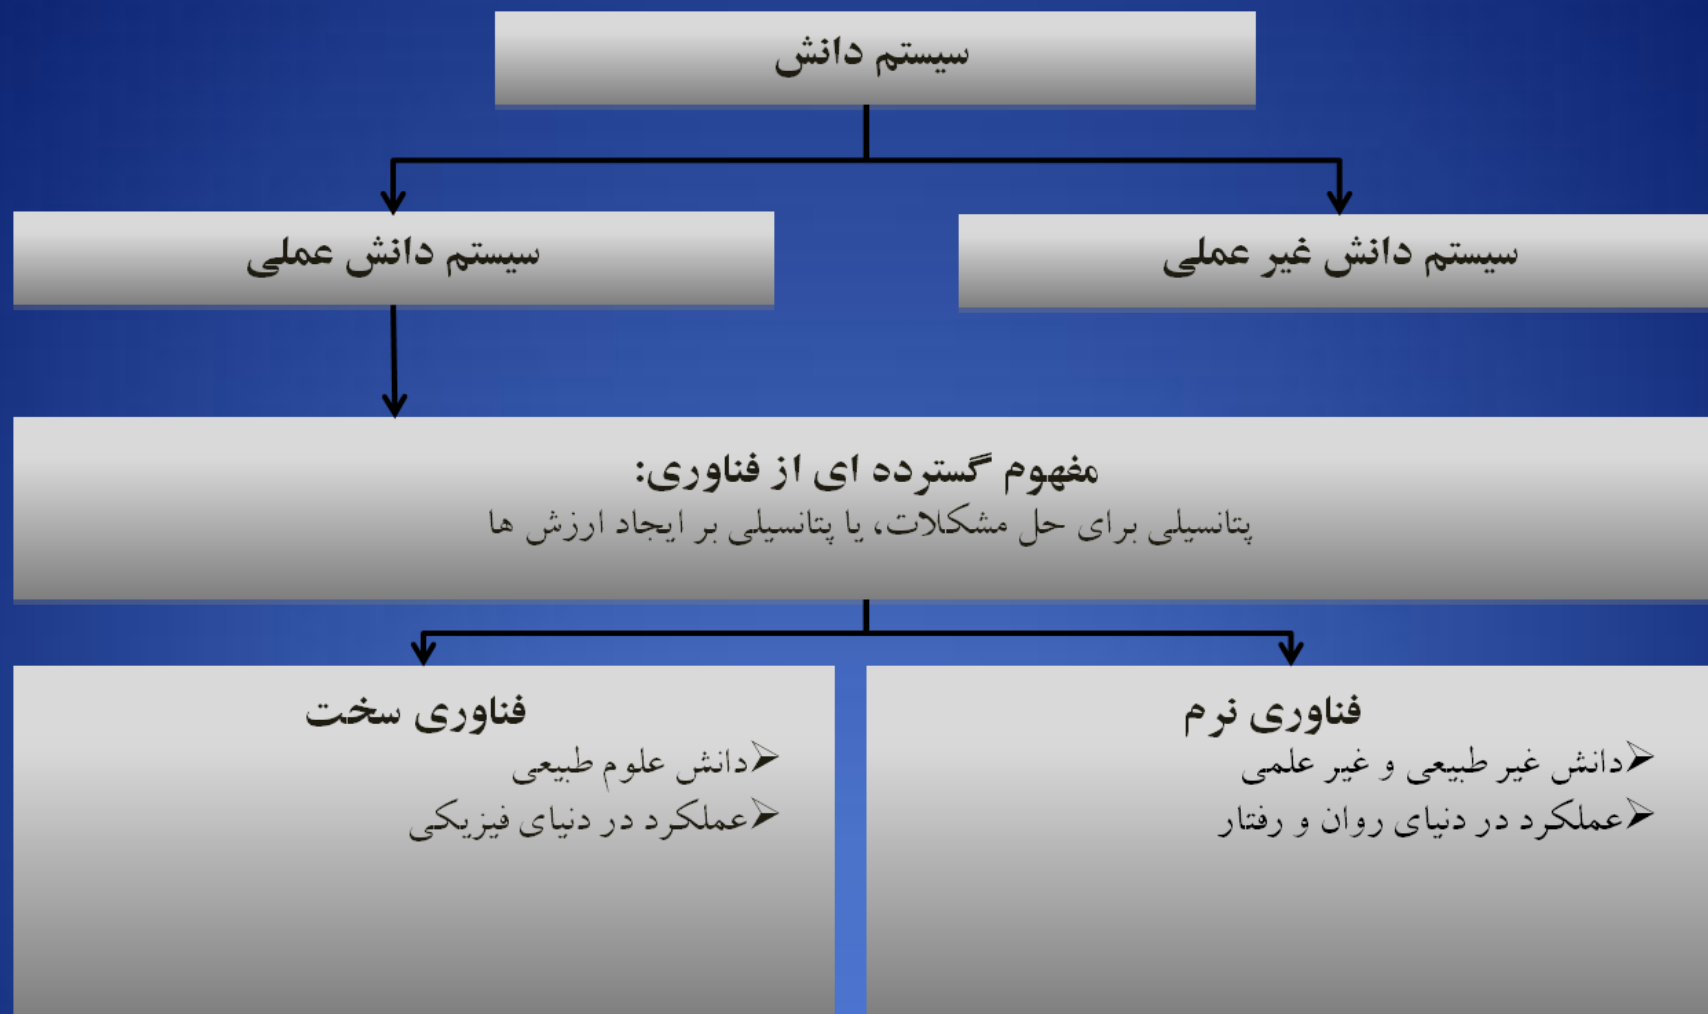 سیستم دانش
سیستم دانش غیر عملی
سیستم دانش عملی
مفهوم گسترده ای از فناوری:
پتانسیلی برای حل مشکلات، یا پتانسیلی بر ایجاد ارزش ها
فناوری نرم
دانش غیر طبیعی و غیر علمی
عملکرد در دنیای روان و رفتار
فناوری سخت
دانش علوم طبیعی
عملکرد در دنیای فیزیکی